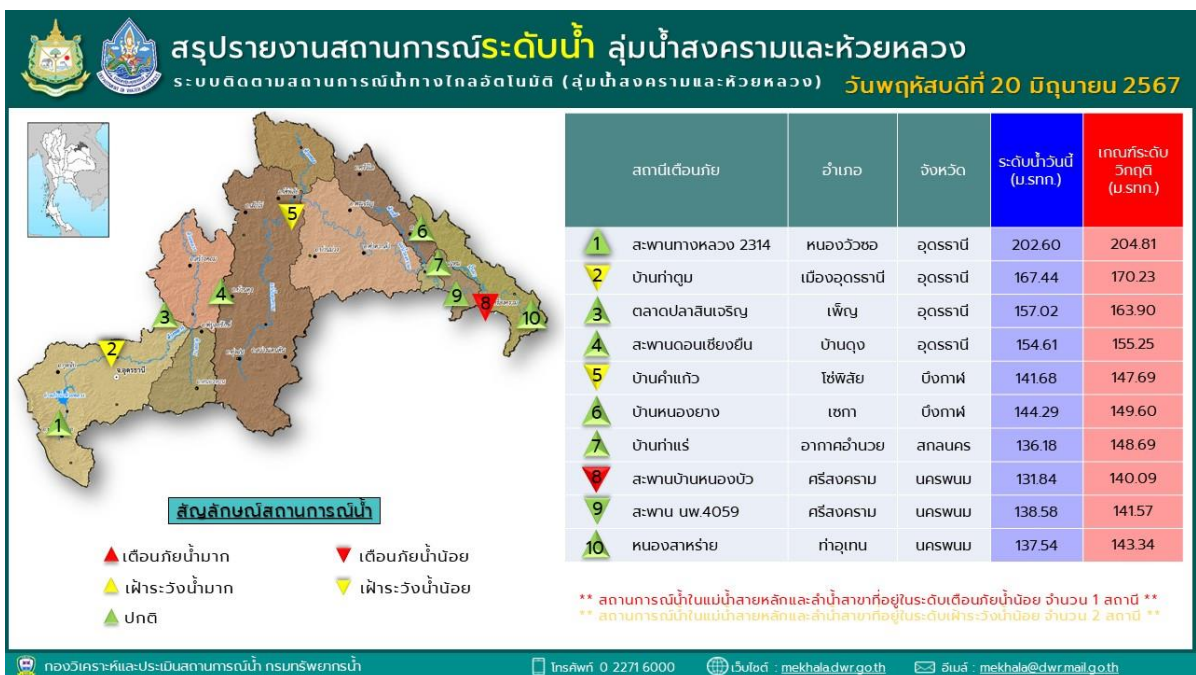 สรุปรายงานสถานการณ์ระดับน้ำ ลุ่มน้ำสงครามและห้วยหลวง
ระบบติดตามสถานการณ์น้ำทางไกลอัตโนมัติ (ลุ่มน้ำสงครามและห้วยหลวง) วันพฤหัสบดีที่ 20 มิถุนายน 2567
สถานีเตือนภัย อำเภอ จังหวัด ระดับน้ำวันนี้ (ม.รทก.) เกณฑ์ระดับวิกฤติ (ม.รทก.)
1 สะพานทางหลวง 2314 หนองวัวซอ อุดรธานี 202.60 204.81
2 บ้านท่าตูม เมืองอุดรธานี อุดรธานี 167.44 170.23
3 ตลาดปลาสินเจริญ เพ็ญ อุดรธานี 157.02 163.90
4 สะพานดอนเชียงยืน บ้านดุง อุดรธานี 154.61 155.25
5 บ้านคำแก้ว โซ่พิสัย บึงกาฬ 141.68 147.69
6 บ้านหนองยาง เซกา บึงกาฬ 144.29 149.60
7 บ้านท่าแร่ อากาศอำนวย สกลนคร 136.18 148.69
8 สะพานบ้านหนองบัว ศรีสงคราม นครพนม 131.84 140.09
9 สะพาน นพ.4059 ศรีสงคราม นครพนม 138.58 141.57
10 หนองสาหร่าย ท่าอุเทน นครพนม 137.54 143.34
6
5
7
4
9
8
3
10
2
จ.อุดรธานี
1
สัญลักษณ์สถานการณ์น้ำ
เตือนภัยน้ำมาก เตือนภัยน้ำน้อย
เฝ้าระวังน้ำมาก เฝ้าระวังน้ำน้อย
ปกติ
** สถานการณ์น้ำในแม่น้ำสายหลักและลำน้ำสาขาที่อยู่ในระดับเตือนภัยน้ำน้อย จำนวน 1 สถานี **
** สถานการณ์น้ำในแม่น้ำสายหลักและลำน้ำสาขาที่อยู่ในระดับเฝ้าระวังน้ำน้อย จำนวน 2 สถานี **
กองวิเคราะห์และประเมินสถานการณ์น้ำ กรมทรัพยากรน้ำ โทรศัพท์ 0 2271 6000 เว็บไซต์ : mekhala.dwr.go.th อีเมล์ : mekhala@dwr.mail.go.th